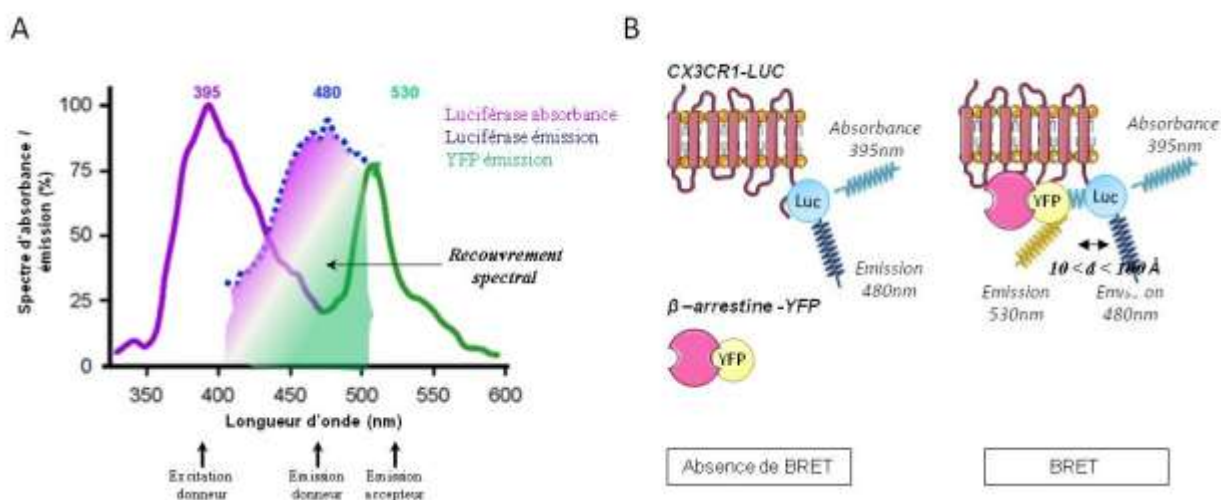 A
395
480
530
100
75
50
25
0
Spectre d'absorbance /
émission (%)
Luciférase absorbance
Luciférase émission
YFP émission
Recouvrement
spectral
350
400
450
500
550
600
Longueur d'onde (nm)
Excitation
donneur
Emission
donneur
Emission
accepteur
B
CX3CR1-LUC
Absorbance
395nm
Luc
Emission
480nm
β-arrestine -YFP
YFP
Absence de BRET
Absorbance
395nm
YFP
Luc
10 < d < 100 Å
Emission
530nm
480nm
BRET